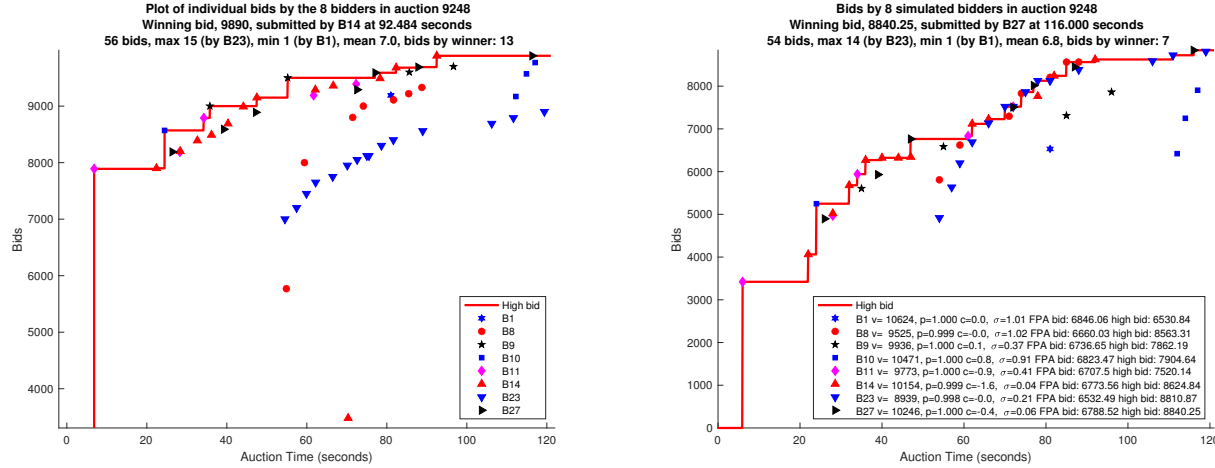 Plot of individual bids by the 8 bidders in auction 9248
Winning bid, 9890, submitted by B14 at 92.484 seconds
56 bids, max 15 (by B23), min 1 (by B1), mean 7.0, bids by winner: 13
9000
8000
7000
6000
5000
4000
Bids
0
20
40
60
80
100
120
Auction Time (seconds)
High bid
B1
B8
B9
B10
B11
B14
B23
B27
Bids by 8 simulated bidders in auction 9248
Winning bid, 8840.25, submitted by B27 at 116.000 seconds
54 bids, max 14 (by B23), min 1 (by B1), mean 6.8, bids by winner: 7
8000
7000
6000
5000
4000
3000
2000
1000
0
Bids
0
20
40
60
80
100
120
Auction Time (seconds)
High bid
B1 v= 10624, p=1.000 c=0.0, σ=1.01 FPA bid: 6846.06 high bid: 6530.84
B8 v= 9525, p=0.999 c=-0.0, σ=1.02 FPA bid: 6660.03 high bid: 8563.31
B9 v= 9936, p=1.000 c=0.1, σ=0.37 FPA bid: 6736.65 high bid: 7862.19
B10 v= 10471, p=1.000 c=0.8, σ=0.91 FPA bid: 6823.47 high bid: 7904.64
B11 v= 9773, p=1.000 c=-0.9, σ=0.41 FPA bid: 6707.5 high bid: 7520.14
B14 v= 10154, p=0.999 c=-1.6, σ=0.04 FPA bid: 6773.56 high bid: 8624.84
B23 v= 8939, p=0.998 c=-0.0, σ=0.21 FPA bid: 6532.49 high bid: 8810.87
B27 v= 10246, p=1.000 c=-0.4, σ=0.06 FPA bid: 6788.52 high bid: 8840.25